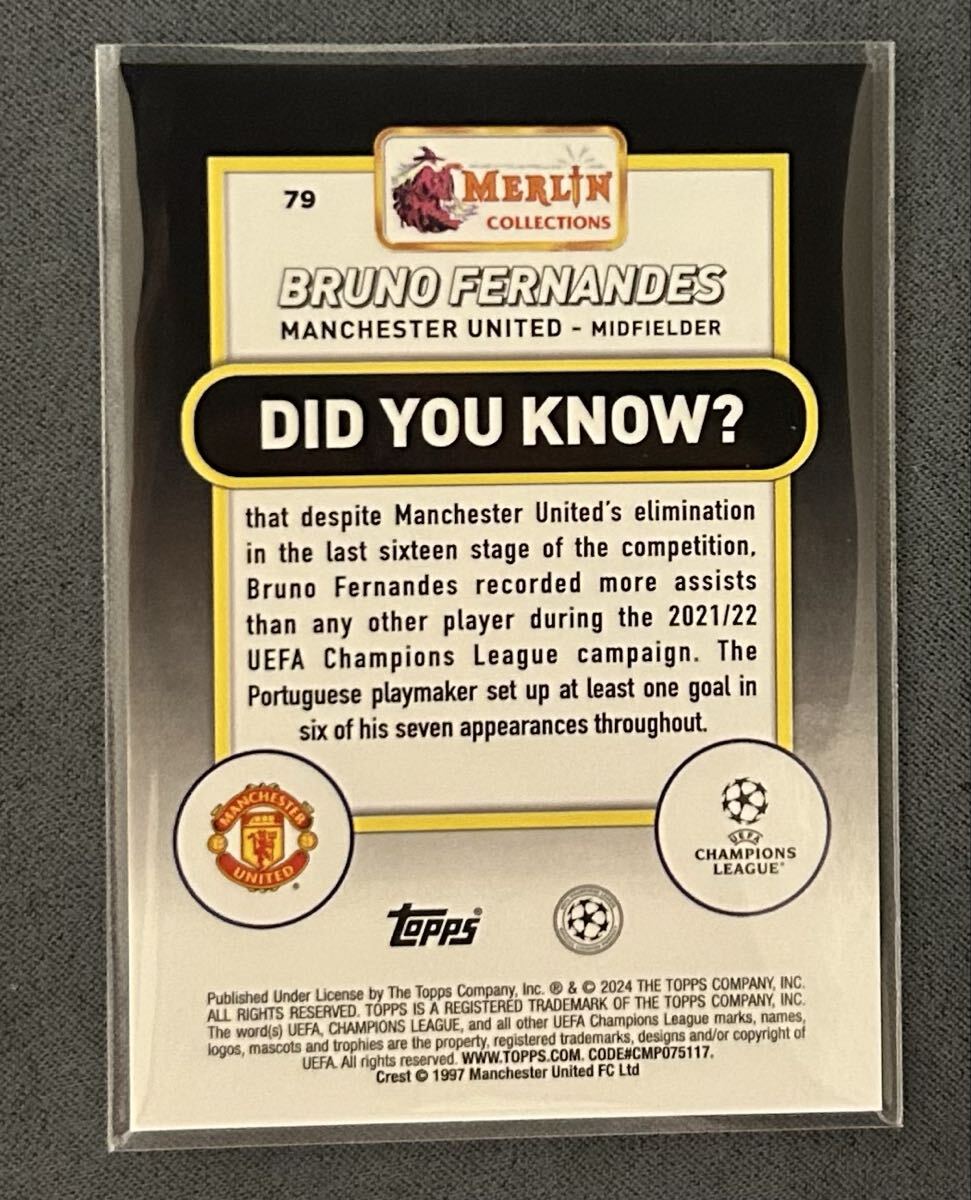 79
MERLIN
COLLECTIONS
BRUNO FERNANDES
MANCHESTER UNITED - MIDFIELDER
DID YOU KNOW?
that despite Manchester United's elimination
in the last sixteen stage of the competition,
Bruno Fernandes recorded more assists
than any other player during the 2021/22
UEFA Champions League campaign. The
Portuguese playmaker set up at least one goal in
six of his seven appearances throughout.
MANCHESTER
UNITED
UEFA
CHAMPIONS
LEAGUE®
Topps®
Published Under License by The Topps Company, Inc. ® & © 2024 THE TOPPS COMPANY, INC.
ALL RIGHTS RESERVED. TOPPS IS A REGISTERED TRADEMARK OF THE TOPPS COMPANY, INC.
The word(s) UEFA, CHAMPIONS LEAGUE, and all other UEFA Champions League marks, names,
logos, mascots and trophies are the property, registered trademarks, designs and/or copyright of
UEFA. All rights reserved. WWW.TOPPS.COM. CODE#CMP075117.
Crest © 1997 Manchester United FC Ltd